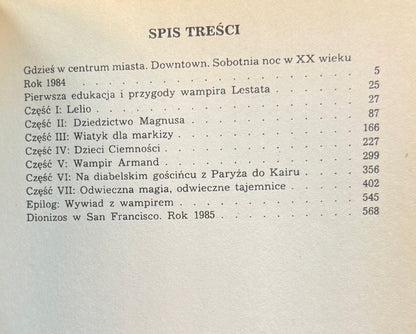 SPIS TREŚCI
Gdzieś w centrum miasta. Downtown. Sobotnia noc w XX wieku
Rok 1984 . . . . . . . . . . . . . . . . . . 5
Pierwsza edukacja i przygody wampira Lestata . . . . . . 25
Część I: Lelio . . . . . . . . . . . . . . . . . 27
Część II: Dziedzictwo Magnusa . . . . . . . . . . . 87
Część III: Wiatyk dla markizy . . . . . . . . . . . 166
Część IV: Dzieci Ciemności . . . . . . . . . . . . 227
Część V: Wampir Armand . . . . . . . . . . . . . 299
Część VI: Na diabelskim gościńcu z Paryża do Kairu . . . . 356
Część VII: Odwieczna magia, odwieczne tajemnice . . . . . 402
Epilog: Wywiad z wampirem . . . . . . . . . . . . 545
Dionizos w San Francisco. Rok 1985 . . . . . . . . . 568